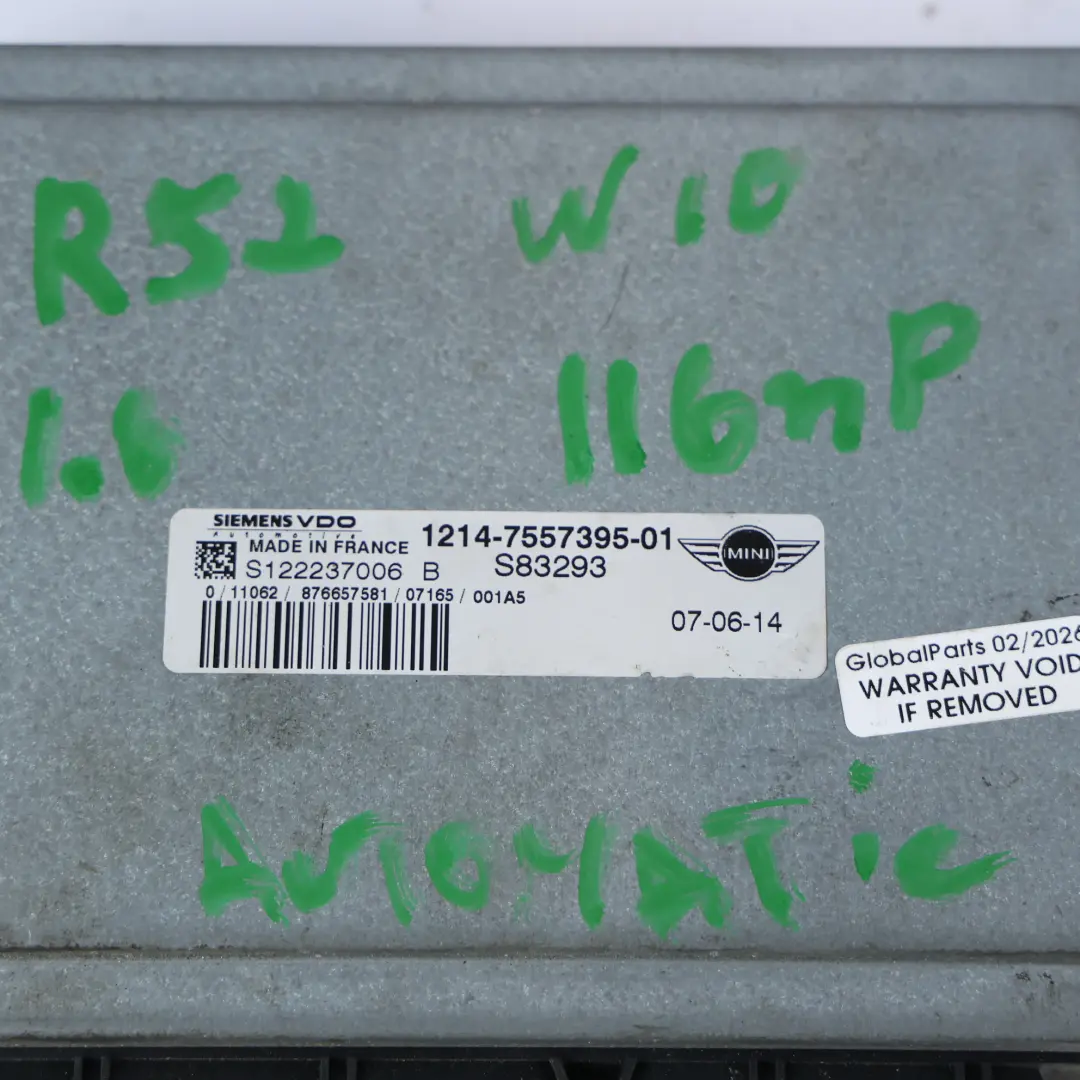 R52 W10
1.6 116HP
SIEMENS VDO
Automotive
MADE IN FRANCE
1214-7557395-01
S122237006 B S83293
MINI
0/11062/ 876657581/07165/ 001A5
07-06-14
GlobalParts 02/2026
WARRANTY VOID
IF REMOVED
AUTOMATIC